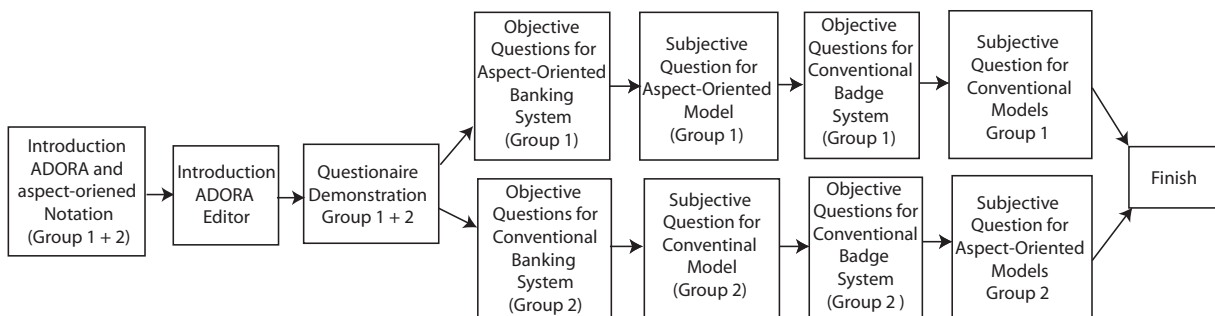 Introduction
ADORA and
aspect-oriened
Notation
(Group 1 + 2)
Introduction
ADORA
Editor
Questionaire
Demonstration
Group 1 + 2
Objective
Questions for
Aspect-Oriented
Banking
System
(Group 1)
Subjective
Question for
Aspect-Oriented
Model
(Group 1)
Objective
Questions for
Conventional
Badge
System
(Group 1)
Subjective
Question for
Conventional
Models
Group 1
Objective
Questions for
Conventional
Banking
System
(Group 2)
Subjective
Question for
Conventinal
Model
(Group 2)
Objective
Questions for
Conventional
Badge
System
(Group 2 )
Subjective
Question for
Aspect-Oriented
Models
Group 2
Finish